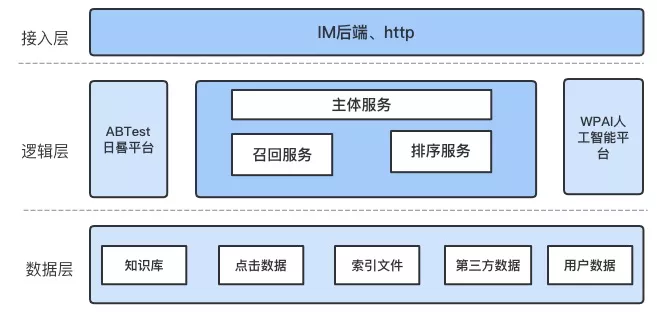 接入层
IM后端、http
逻辑层
ABTest
日晷平台
主体服务
召回服务
排序服务
WPAI人
工智能平
台
数据层
知识库
点击数据
索引文件
第三方数据
用户数据